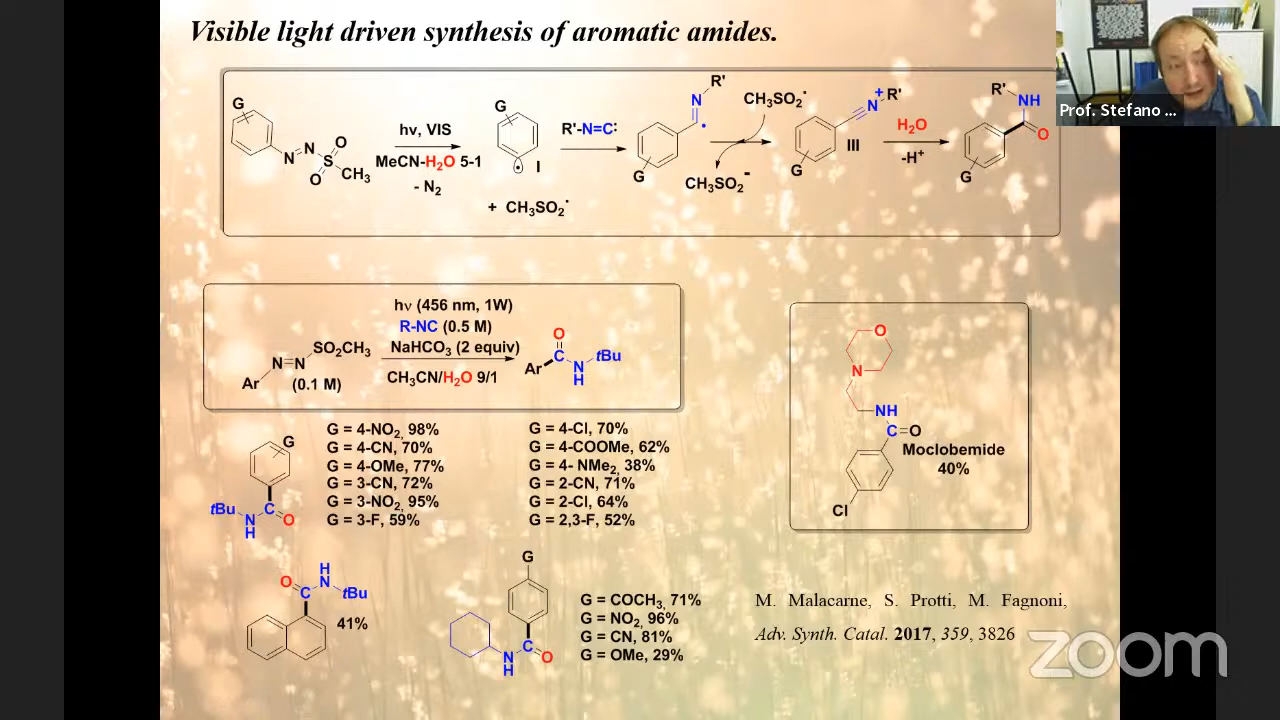 Visible light driven synthesis of aromatic amides.
Prof. Stefano ...
G
N=N
S
O
O
CH3
hν, VIS
MeCN-H2O 5-1
- N2
G
I
+ CH3SO2•
R'-N=C:
R'
N
•
G
CH3SO2•
CH3SO2-
+
N
R'
III
G
H2O
-H+
R'
NH
O
G
hν (456 nm, 1W)
R-NC (0.5 M)
NaHCO3 (2 equiv)
CH3CN/H2O 9/1
SO2CH3
N=N
Ar
(0.1 M)
O
Ar
C
N
H
tBu
G
tBu
N
H
C
O
G = 4-NO2, 98%
G = 4-CN, 70%
G = 4-OMe, 77%
G = 3-CN, 72%
G = 3-NO2, 95%
G = 3-F, 59%
G = 4-Cl, 70%
G = 4-COOMe, 62%
G = 4- NMe2, 38%
G = 2-CN, 71%
G = 2-Cl, 64%
G = 2,3-F, 52%
O
N
NH
C=O
Cl
Moclobemide
40%
O
C
H
N
tBu
41%
G
N
H
C
O
G = COCH3, 71%
G = NO2, 96%
G = CN, 81%
G = OMe, 29%
M. Malacarne, S. Protti, M. Fagnoni,
Adv. Synth. Catal. 2017, 359, 3826
zoom